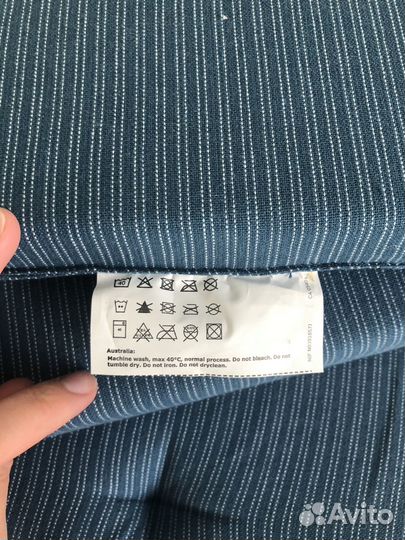 40
Australia:
Machine wash, max 40°C, normal process. Do not bleach. Do not
tumble dry. Do not iron. Do not dryclean.
Avito